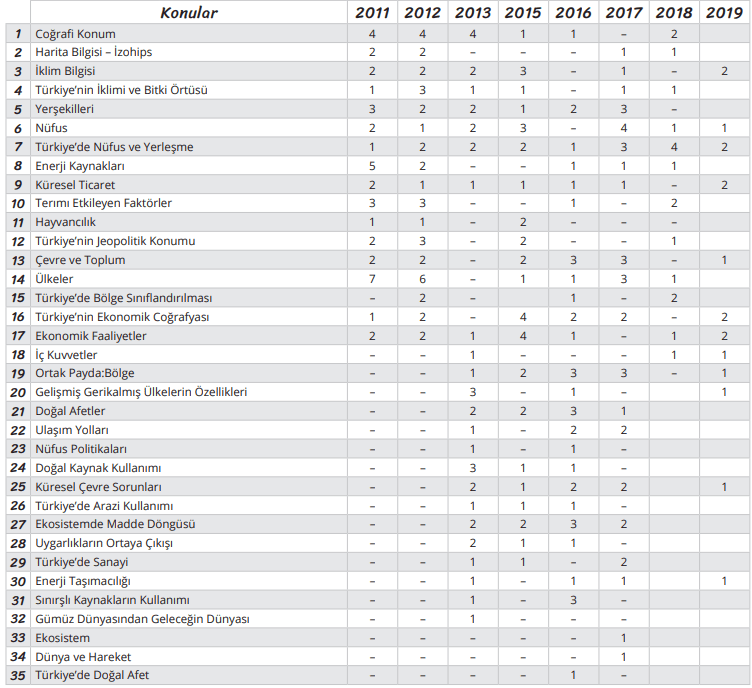 Konular 2011 2012 2013 2015 2016 2017 2018 2019
1 Coğrafi Konum 4 4 4 1 1 – 2
2 Harita Bilgisi – İzohips 2 2 – – – 1 1
3 İklim Bilgisi 2 2 2 3 – 1 – 2
4 Türkiye’nin İklimi ve Bitki Örtüsü 1 3 1 1 – 1 1
5 Yerşekilleri 3 2 2 1 2 3 –
6 Nüfus 2 1 2 3 – 4 1 1
7 Türkiye’de Nüfus ve Yerleşme 1 2 2 2 1 3 4 2
8 Enerji Kaynakları 5 2 – – 1 1 1
9 Küresel Ticaret 2 1 1 1 1 1 – 2
10 Terımı Etkileyen Faktörler 3 3 – – 1 – 2
11 Hayvancılık 1 1 – 2 – – –
12 Türkiye’nin Jeopolitik Konumu 2 3 – 2 – – 1
13 Çevre ve Toplum 2 2 – 2 3 3 – 1
14 Ülkeler 7 6 – 1 1 3 1
15 Türkiye’de Bölge Sınıflandırılması – 2 – – 1 – 2
16 Türkiye’nin Ekonomik Coğrafyası 1 2 – 4 2 2 – 2
17 Ekonomik Faaliyetler 2 2 1 4 1 – 1 2
18 İç Kuvvetler – – 1 – – – 1 1
19 Ortak Payda:Bölge – – 1 2 3 3 – 1
20 Gelişmiş Gerikalmış Ülkelerin Özellikleri – – 3 – 1 – 1
21 Doğal Afetler – – 2 2 3 1
22 Ulaşım Yolları – – 1 – 2 2
23 Nüfus Politikaları – – 1 – 1 –
24 Doğal Kaynak Kullanımı – – 3 1 1 –
25 Küresel Çevre Sorunları – – 2 1 2 2 1
26 Türkiye’de Arazi Kullanımı – – 1 1 1 –
27 Ekosistemde Madde Döngüsü – – 2 2 3 2
28 Uygarlıkların Ortaya Çıkışı – – 2 1 1 –
29 Türkiye’de Sanayi – – 1 1 – 2
30 Enerji Taşımacılığı – – 1 – 1 1 1
31 Sınırşlı Kaynakların Kullanımı – – 1 – 3 –
32 Gümüz Dünyasından Geleceğin Dünyası – – 1 – – –
33 Ekosistem – – – – – 1
34 Dünya ve Hareket – – – – – 1
35 Türkiye’de Doğal Afet – – – – 1 –